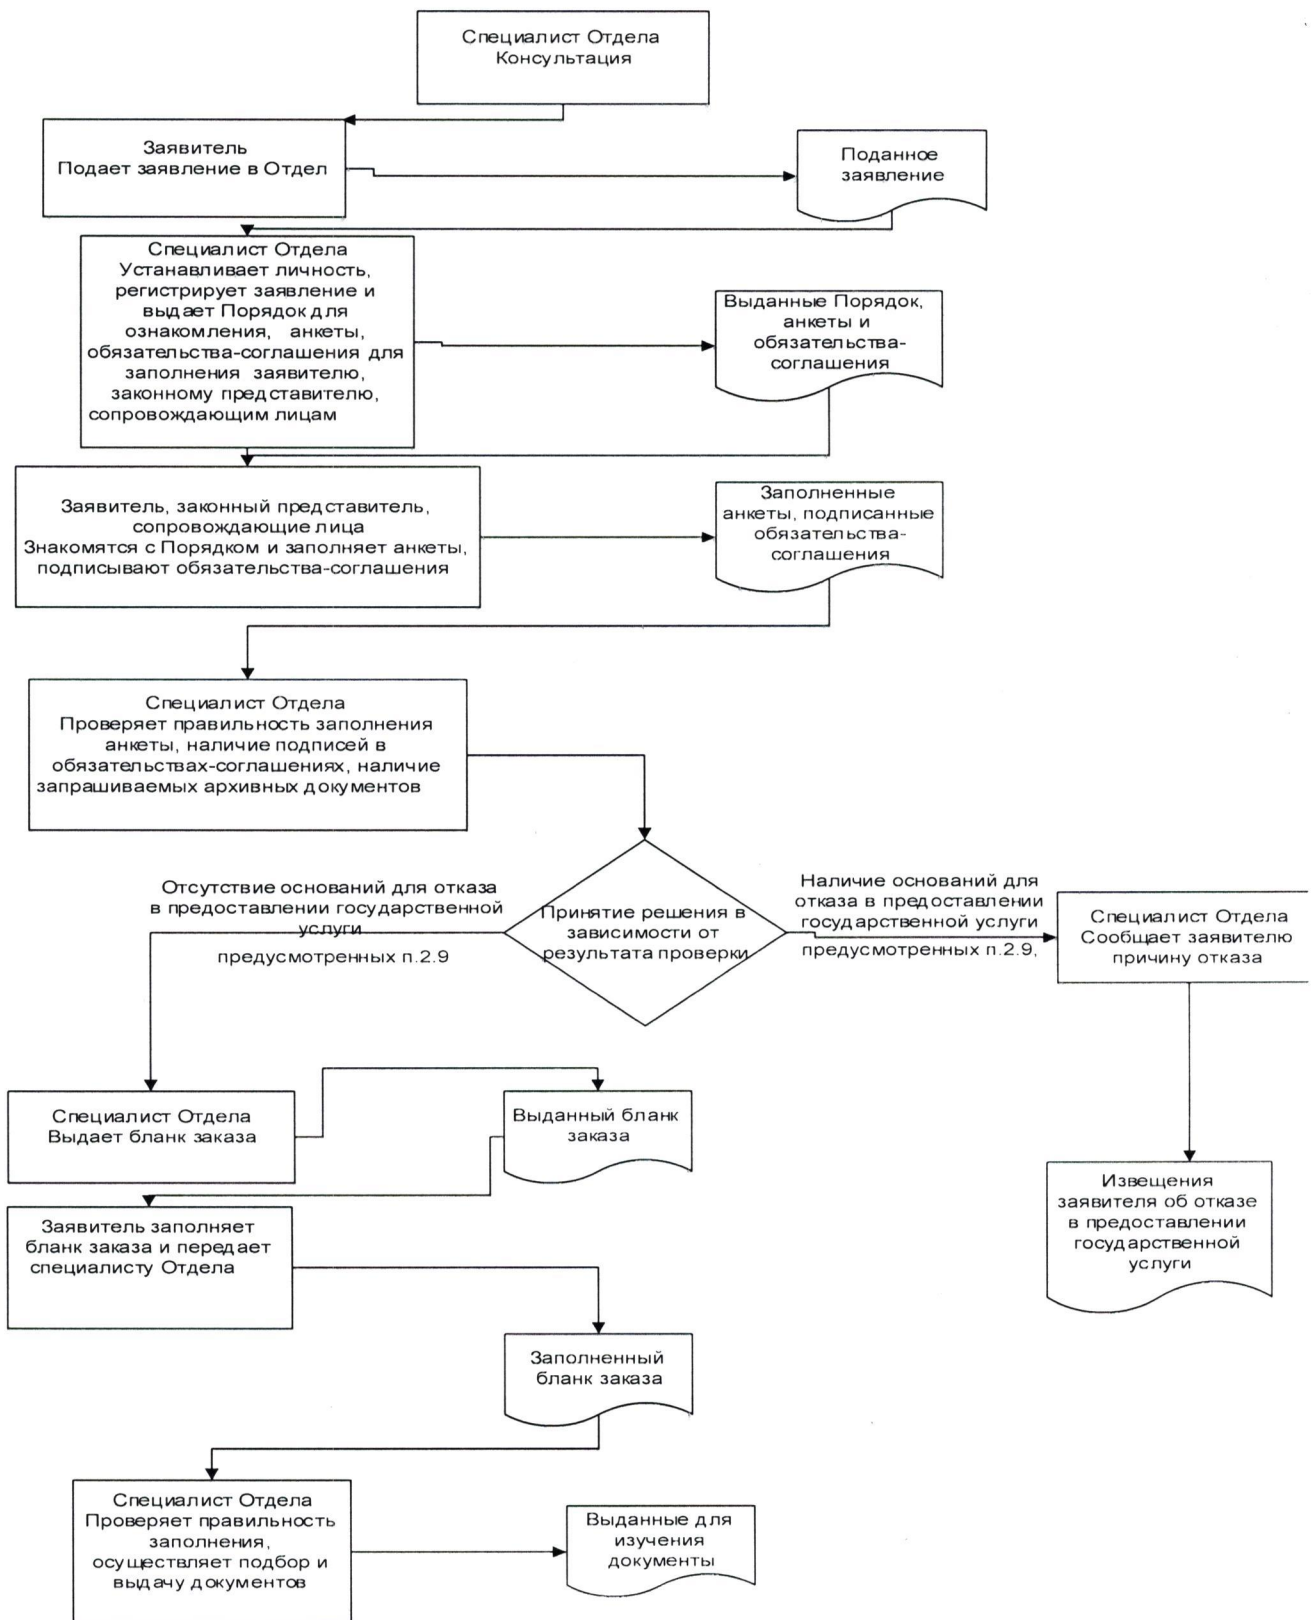 Специалист Отдела
Консультация
Заявитель
Подает заявление в Отдел
Поданное
заявление
Специалист Отдела
Устанавливает личность,
регистрирует заявление и
выдает Порядок для
ознакомления, анкеты,
обязательства-соглашения для
заполнения заявителю,
законному представителю,
сопровождающим лицам
Выданные Порядок,
анкеты и
обязательства-
соглашения
Заявитель, законный представитель,
сопровождающие лица
Знакомятся с Порядком и заполняет анкеты,
подписывают обязательства-соглашения
Заполненные
анкеты, подписанные
обязательства-
соглашения
Специалист Отдела
Проверяет правильность заполнения
анкеты, наличие подписей в
обязательствах-соглашениях, наличие
запрашиваемых архивных документов
Отсутствие оснований для отказа
в предоставлении государственной
услуги
предусмотренных п.2.9
Принятие решения в
зависимости от
результата проверки
Наличие оснований для
отказа в предоставлении
государственной услуги
предусмотренных п.2.9,
Специалист Отдела
Сообщает заявителю
причину отказа
Специалист Отдела
Выдает бланк заказа
Выданный бланк
заказа
Извещения
заявителя об отказе
в предоставлении
государственной
услуги
Заявитель заполняет
бланк заказа и передает
специалисту Отдела
Заполненный
бланк заказа
Специалист Отдела
Проверяет правильность
заполнения,
осуществляет подбор и
выдачу документов
Выданные для
изучения
документы